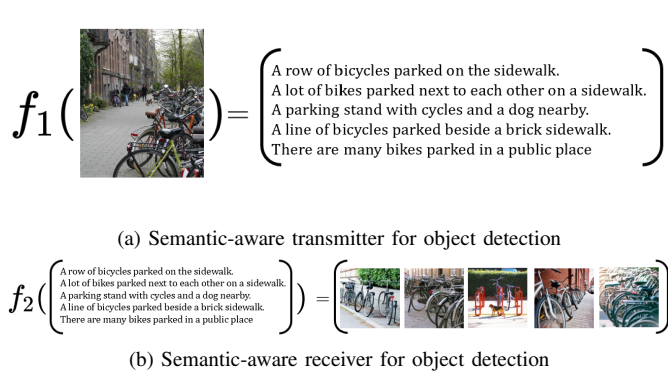 f1( )=
A row of bicycles parked on the sidewalk.
A lot of bikes parked next to each other on a sidewalk.
A parking stand with cycles and a dog nearby.
A line of bicycles parked beside a brick sidewalk.
There are many bikes parked in a public place
(a) Semantic-aware transmitter for object detection
f2( ) =
A row of bicycles parked on the sidewalk.
A lot of bikes parked next to each other on a sidewalk.
A parking stand with cycles and a dog nearby.
A line of bicycles parked beside a brick sidewalk.
There are many bikes parked in a public place
(b) Semantic-aware receiver for object detection